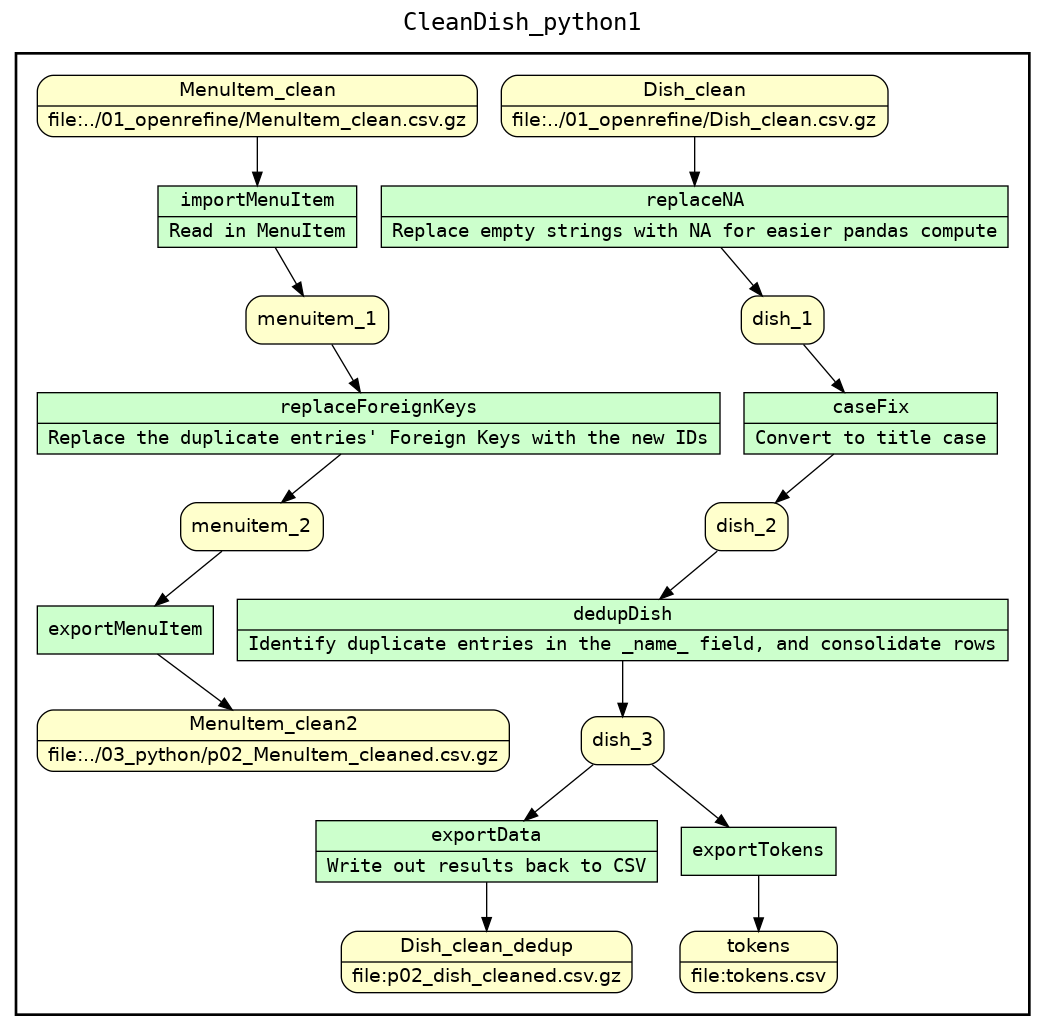 CleanDish_python1
MenuItem_clean
file:../01_openrefine/MenuItem_clean.csv.gz
Dish_clean
file:../01_openrefine/Dish_clean.csv.gz
importMenuItem
Read in MenuItem
replaceNA
Replace empty strings with NA for easier pandas compute
menuitem_1
dish_1
replaceForeignKeys
Replace the duplicate entries' Foreign Keys with the new IDs
caseFix
Convert to title case
menuitem_2
dish_2
exportMenuItem
dedupDish
Identify duplicate entries in the _name_ field, and consolidate rows
MenuItem_clean2
file:../03_python/p02_MenuItem_cleaned.csv.gz
dish_3
exportData
Write out results back to CSV
exportTokens
Dish_clean_dedup
file:p02_dish_cleaned.csv.gz
tokens
file:tokens.csv